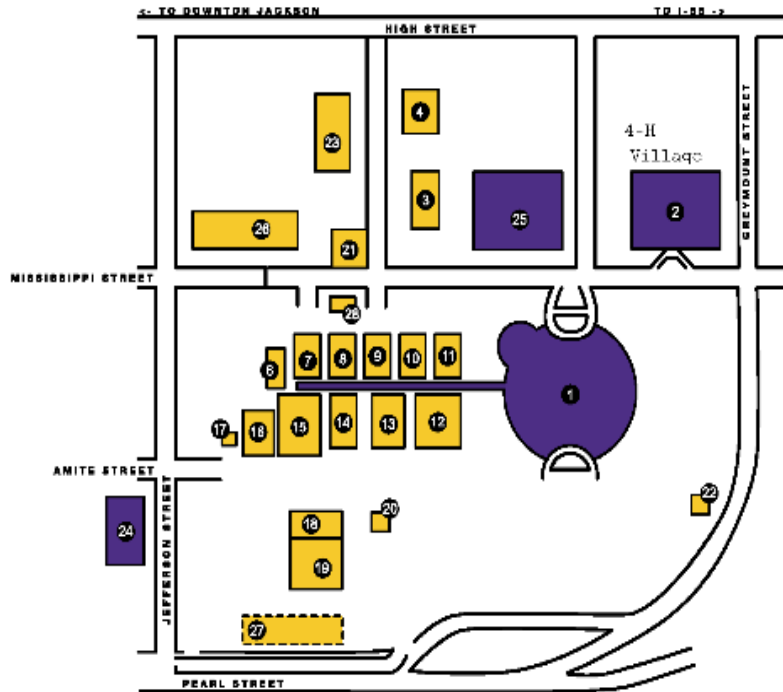 <- TO DOWNTON JACKSON
TO I-55 ->
HIGH STREET
GREYMOUNT STREET
4-H
Village
4
23
3
25
2
26
21
MISSISSIPPI STREET
28
7
8
9
10
11
6
1
17
16
15
14
13
12
AMITE STREET
JEFFERSON STREET
24
22
20
18
19
27
PEARL STREET